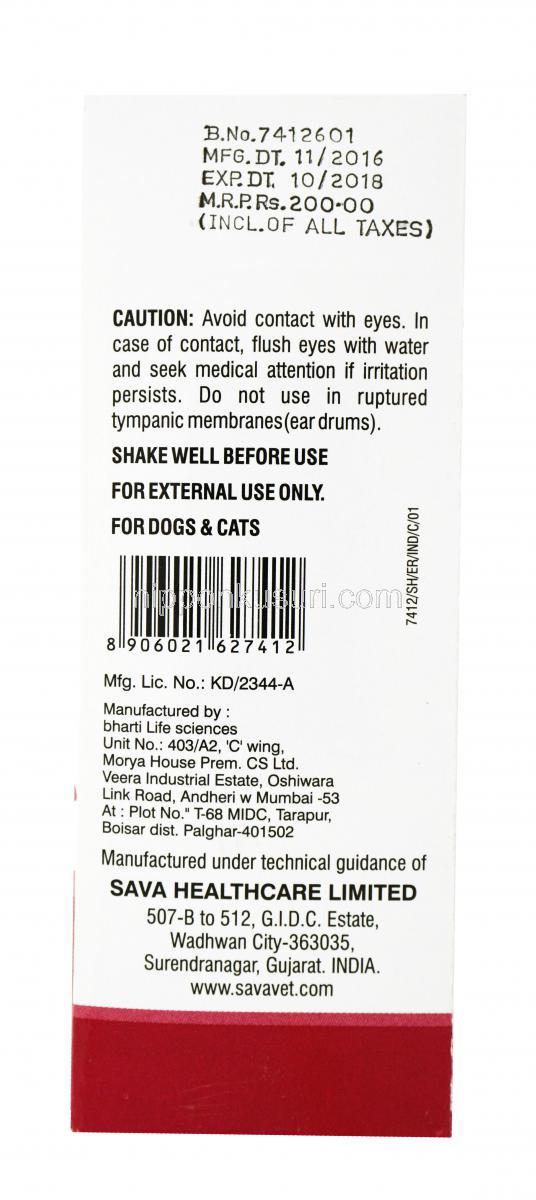 B.No.7412601
MFG.DT. 11/2016
EXP.DT. 10/2018
M.R.P.Rs.200-00
(INCL.OF ALL TAXES)
CAUTION: Avoid contact with eyes. In
case of contact, flush eyes with water
and seek medical attention if irritation
persists. Do not use in ruptured
tympanic membranes(ear drums).
SHAKE WELL BEFORE USE
FOR EXTERNAL USE ONLY.
FOR DOGS & CATS
7412/SH/ER/IND/C/01
nipponkusuri.com
8 906021 627412
Mfg. Lic. No.: KD/2344-A
Manufactured by :
bharti Life sciences
Unit No.: 403/A2, 'C' wing,
Morya House Prem. CS Ltd.
Veera Industrial Estate, Oshiwara
Link Road, Andheri w Mumbai -53
At : Plot No." T-68 MIDC, Tarapur,
Boisar dist. Palghar-401502
Manufactured under technical guidance of
SAVA HEALTHCARE LIMITED
507-B to 512, G.I.D.C. Estate,
Wadhwan City-363035,
Surendranagar, Gujarat. INDIA.
www.savavet.com